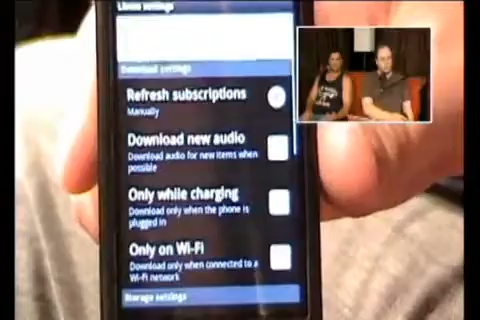 Listen settings
Download settings
Refresh subscriptions
Manually
Download new audio
Download audio for new items when
possible
Only while charging
Download only when the phone is
plugged in
Only on Wi-Fi
Download only when connected to a
Wi-Fi network
Storage settings